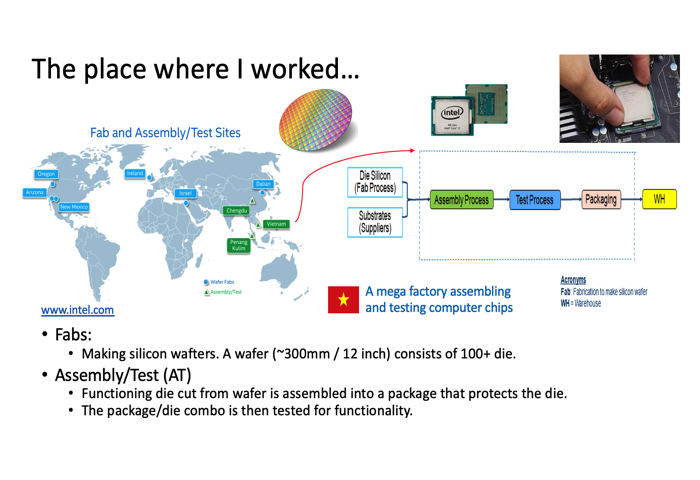 The place where I worked...
Fab and Assembly/Test Sites
Oregon
Arizona
New Mexico
Ireland
Israel
Dalian
Chengdu
Vietnam
Penang
Kulim
Wafer Fabs
Assembly/Test
www.intel.com
intel
Die Silicon
(Fab Process)
Substrates
(Suppliers)
Assembly Process
Test Process
Packaging
WH
A mega factory assembling
and testing computer chips
Acronyms
Fab: Fabrication to make silicon wafer
WH = Warehouse
• Fabs:
• Making silicon wafters. A wafer (~300mm / 12 inch) consists of 100+ die.
• Assembly/Test (AT)
• Functioning die cut from wafer is assembled into a package that protects the die.
• The package/die combo is then tested for functionality.